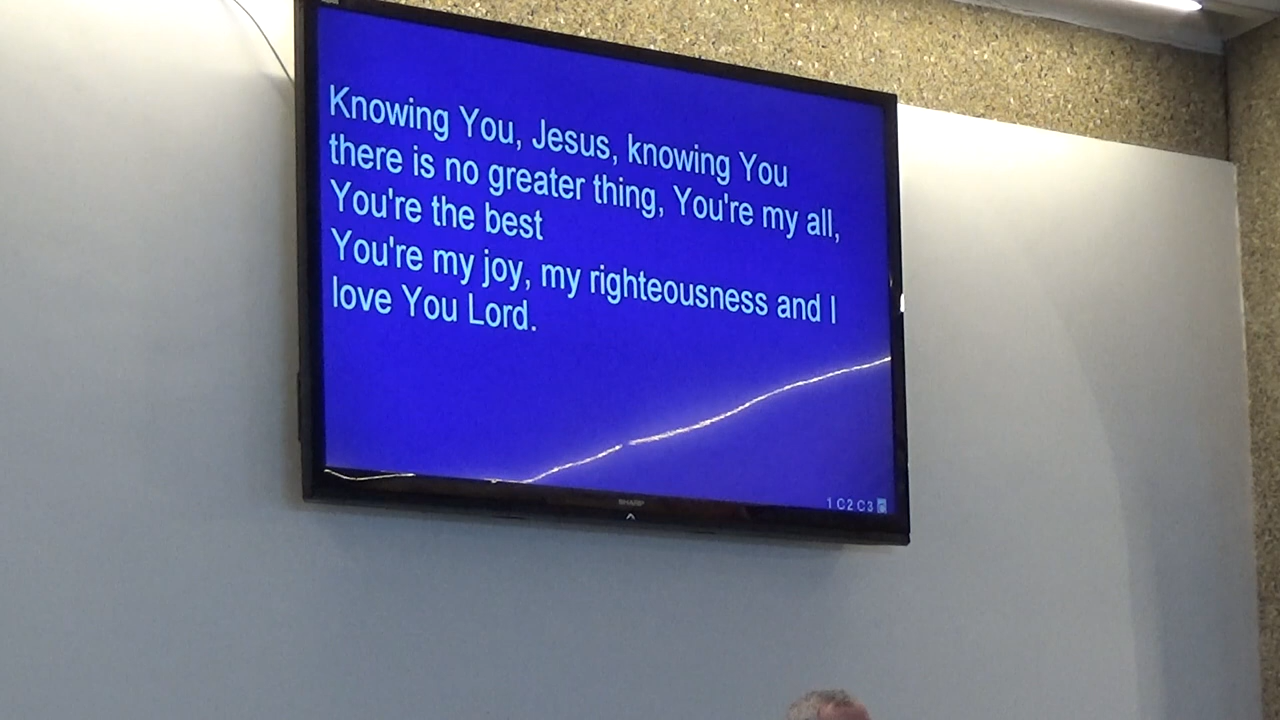 Knowing You, Jesus, knowing You
there is no greater thing, You're my all,
You're the best
You're my joy, my righteousness and I
love You Lord.
1 C2 C3
SHARP